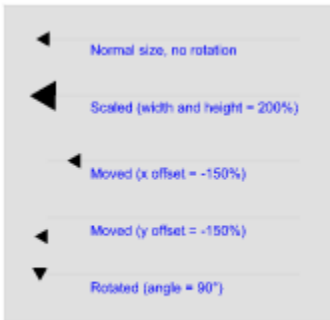 Normal size, no rotation
Scaled (width and height = 200%)
Moved (x offset = -150%)
Moved (y offset = -150%)
Rotated (angle = 90°)